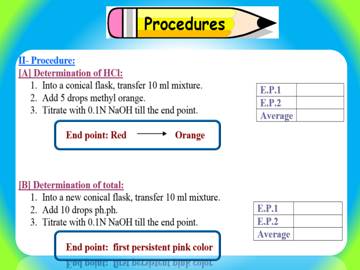 Procedures
II- Procedure:
[A] Determination of HCl:
1. Into a conical flask, transfer 10 ml mixture.
2. Add 5 drops methyl orange.
3. Titrate with 0.1N NaOH till the end point.
E.P.1
E.P.2
Average
End point: Red → Orange
[B] Determination of total:
1. Into a new conical flask, transfer 10 ml mixture.
2. Add 10 drops ph.ph.
3. Titrate with 0.1N NaOH till the end point.
E.P.1
E.P.2
Average
End point: first persistent pink color